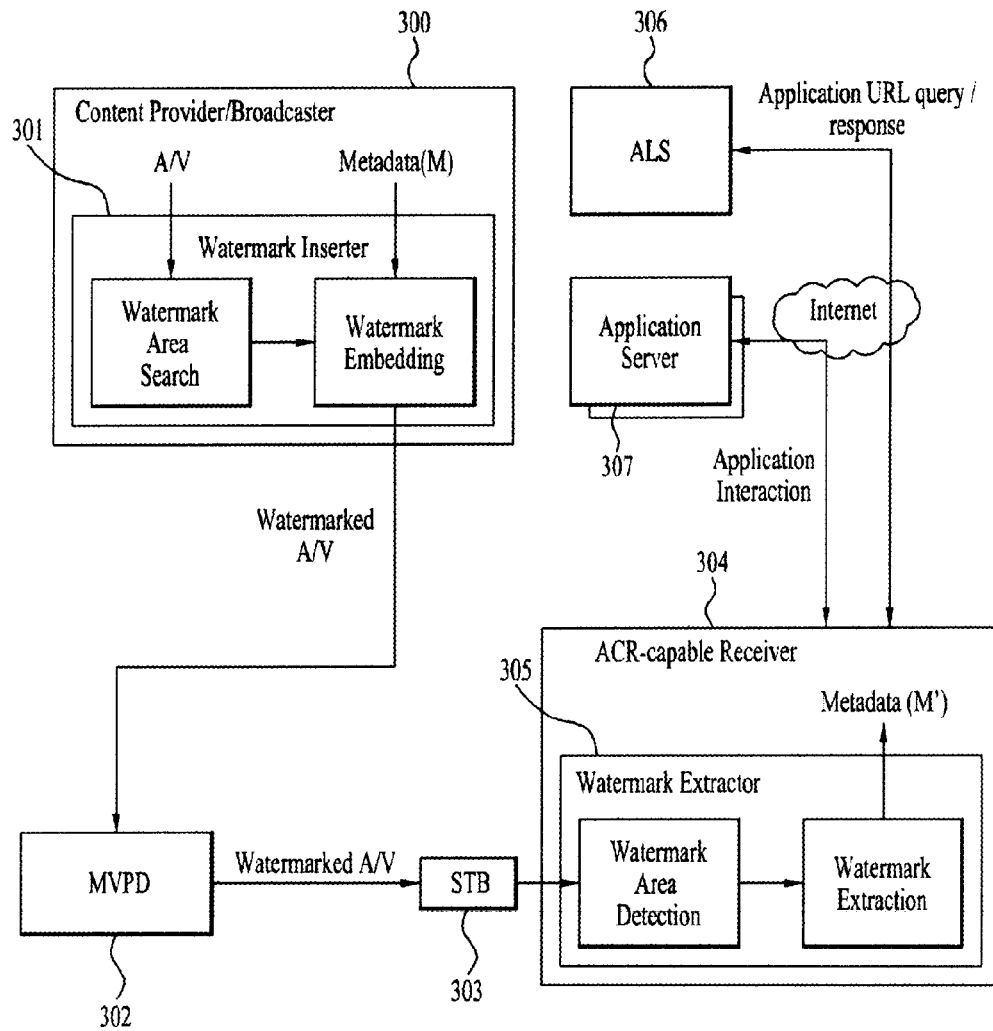 300
Content Provider/Broadcaster
301
A/V
Metadata(M)
Watermark Inserter
Watermark
Area
Search
Watermark
Embedding
306
ALS
Application URL query /
response
Application
Server
Internet
307
Application
Interaction
Watermarked
A/V
304
ACR-capable Receiver
305
Metadata (M')
Watermark Extractor
Watermark
Area
Detection
Watermark
Extraction
MVPD
Watermarked A/V
STB
302
303